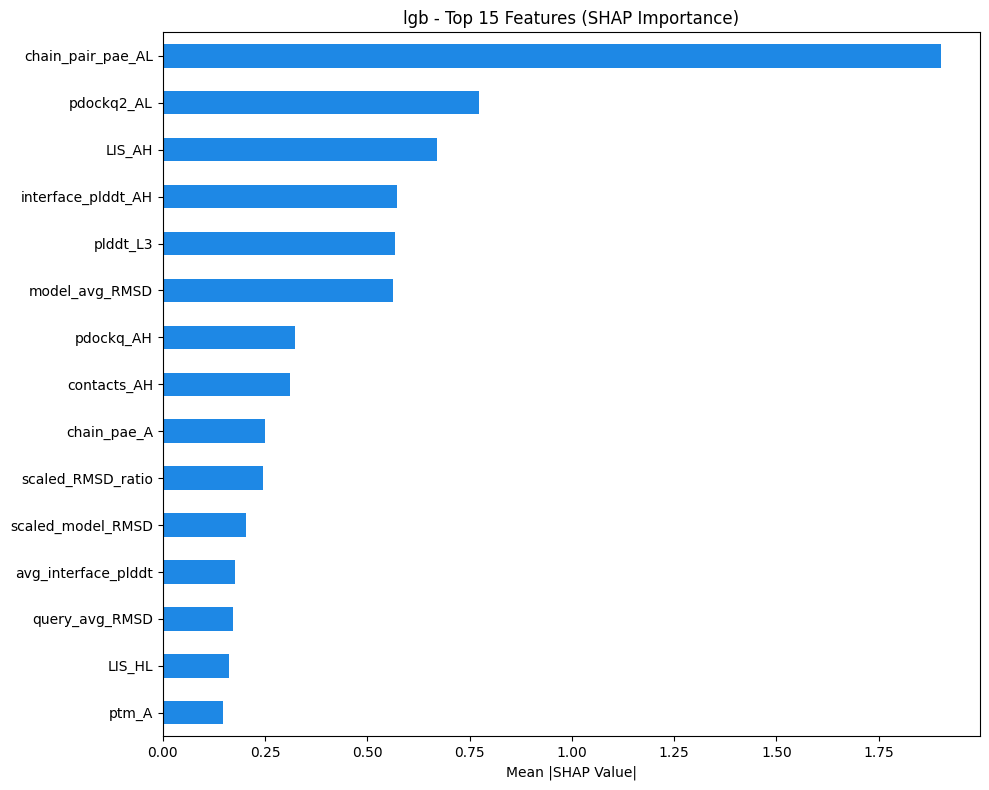 lgb - Top 15 Features (SHAP Importance)
chain_pair_pae_AL
pdockq2_AL
LIS_AH
interface_plddt_AH
plddt_L3
model_avg_RMSD
pdockq_AH
contacts_AH
chain_pae_A
scaled_RMSD_ratio
scaled_model_RMSD
avg_interface_plddt
query_avg_RMSD
LIS_HL
ptm_A
0.00 0.25 0.50 0.75 1.00 1.25 1.50 1.75
Mean |SHAP Value|